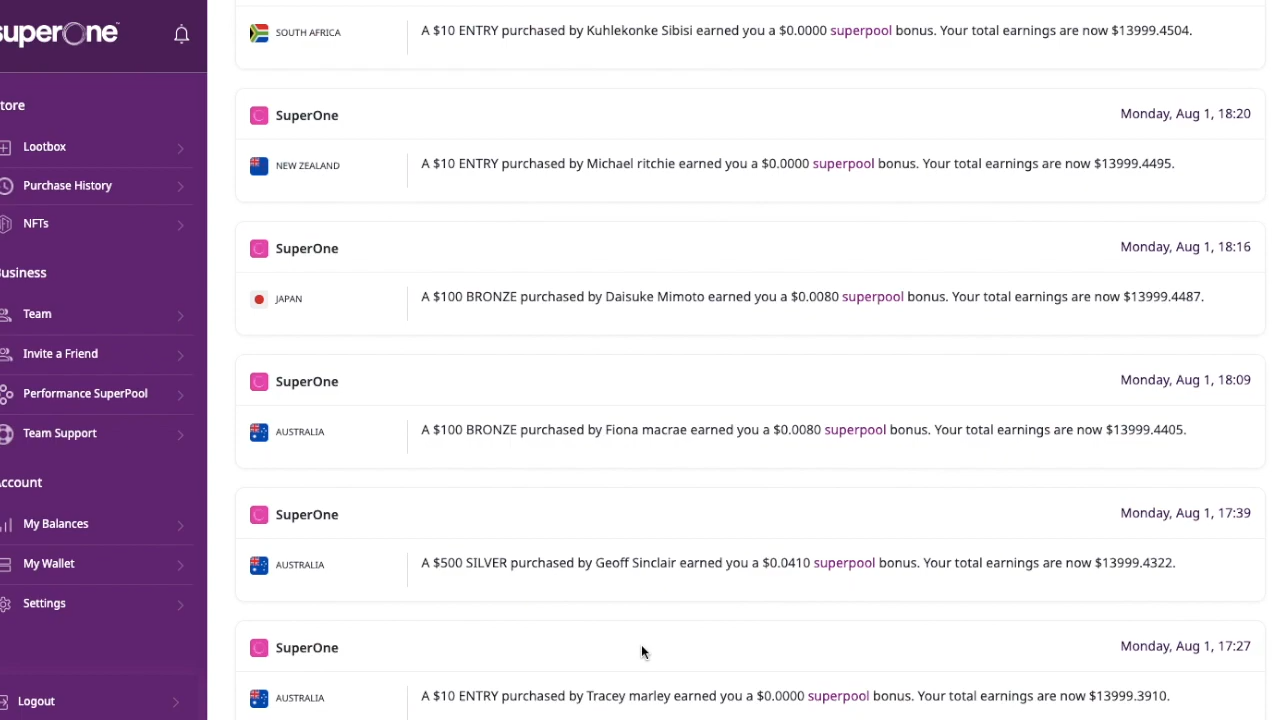 superone™
tore
Lootbox
Purchase History
NFTs
Business
Team
Invite a Friend
Performance SuperPool
Team Support
Account
My Balances
My Wallet
Settings
Logout
SOUTH AFRICA
A $10 ENTRY purchased by Kuhlekonke Sibisi earned you a $0.0000 superpool bonus. Your total earnings are now $13999.4504.
SuperOne
Monday, Aug 1, 18:20
NEW ZEALAND
A $10 ENTRY purchased by Michael ritchie earned you a $0.0000 superpool bonus. Your total earnings are now $13999.4495.
SuperOne
Monday, Aug 1, 18:16
JAPAN
A $100 BRONZE purchased by Daisuke Mimoto earned you a $0.0080 superpool bonus. Your total earnings are now $13999.4487.
SuperOne
Monday, Aug 1, 18:09
AUSTRALIA
A $100 BRONZE purchased by Fiona macrae earned you a $0.0080 superpool bonus. Your total earnings are now $13999.4405.
SuperOne
Monday, Aug 1, 17:39
AUSTRALIA
A $500 SILVER purchased by Geoff Sinclair earned you a $0.0410 superpool bonus. Your total earnings are now $13999.4322.
SuperOne
Monday, Aug 1, 17:27
AUSTRALIA
A $10 ENTRY purchased by Tracey marley earned you a $0.0000 superpool bonus. Your total earnings are now $13999.3910.